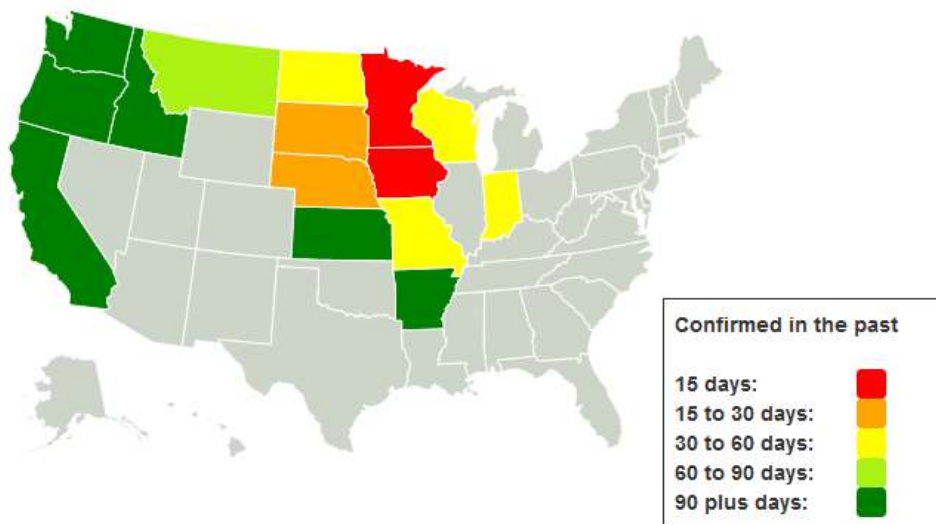 Confirmed in the past
15 days:
15 to 30 days:
30 to 60 days:
60 to 90 days:
90 plus days: